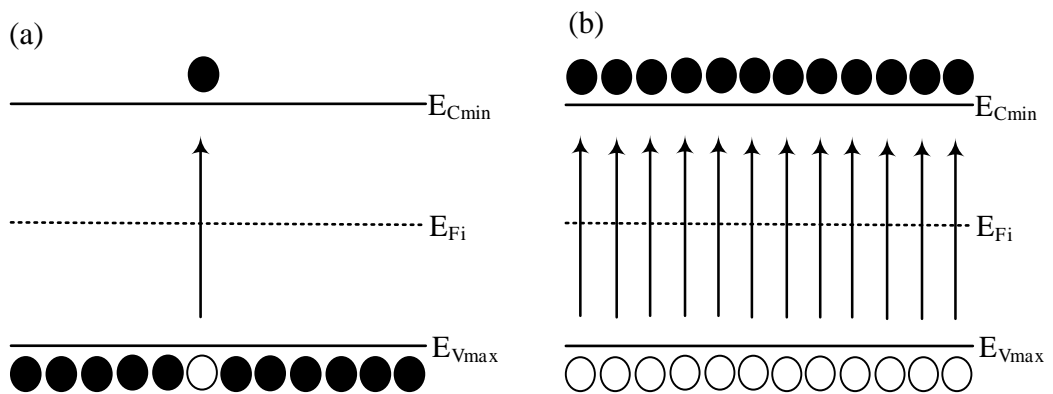 (a)
E_Cmin
E_Fi
E_Vmax
(b)
E_Cmin
E_Fi
E_Vmax